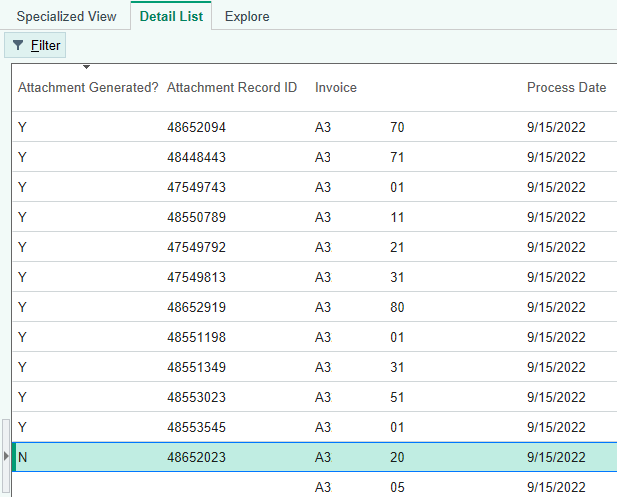 Specialized View Detail List Explore
Filter
Attachment Generated? Attachment Record ID Invoice Process Date
Y 48652094 A3 70 9/15/2022
Y 48448443 A3 71 9/15/2022
Y 47549743 A3 01 9/15/2022
Y 48550789 A3 11 9/15/2022
Y 47549792 A3 21 9/15/2022
Y 47549813 A3 31 9/15/2022
Y 48652919 A3 80 9/15/2022
Y 48551198 A3 01 9/15/2022
Y 48551349 A3 31 9/15/2022
Y 48553023 A3 51 9/15/2022
Y 48553545 A3 01 9/15/2022
N 48652023 A3 20 9/15/2022
A3 05 9/15/2022